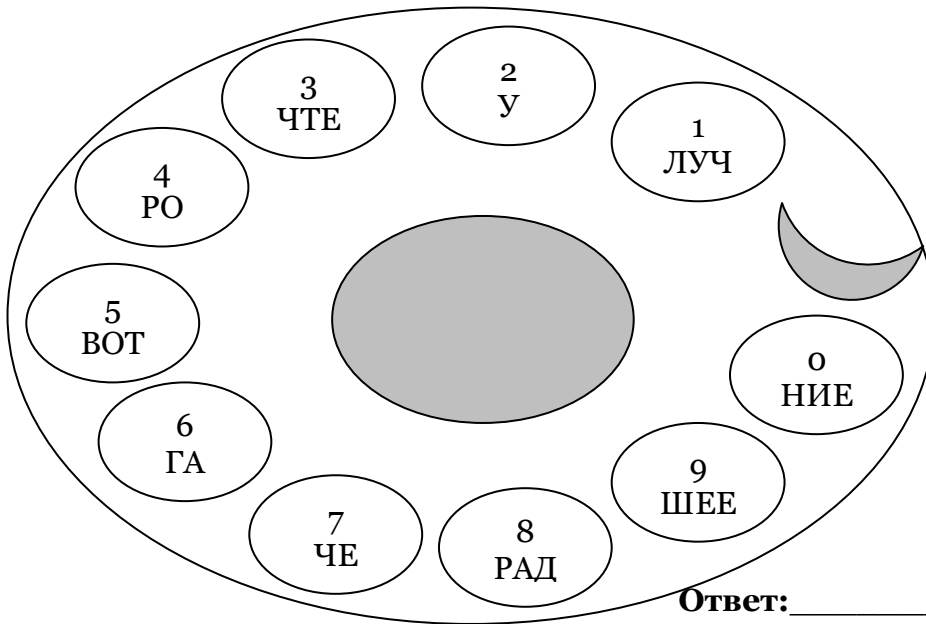 3
ЧТЕ
2
У
1
ЛУЧ
4
РО
5
ВОТ
0
НИЕ
6
ГА
9
ШЕЕ
7
ЧЕ
8
РАД
Ответ:__________